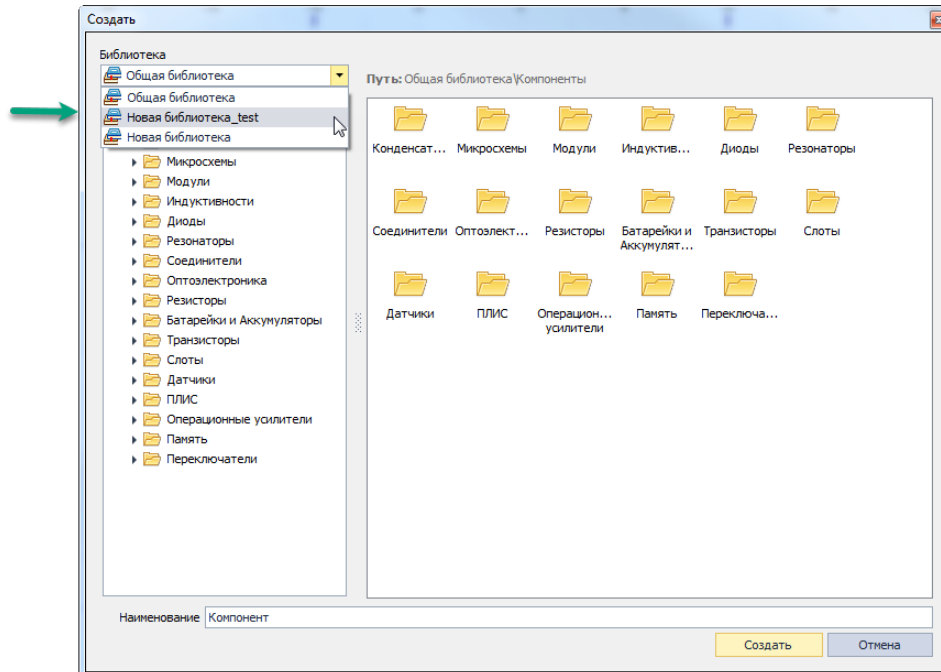 Создать
Библиотека
Общая библиотека
Общая библиотека
Новая библиотека_test
Новая библиотека
Микросхемы
Модули
Индуктивности
Диоды
Резонаторы
Соединители
Оптоэлектроника
Резисторы
Батарейки и Аккумуляторы
Транзисторы
Слоты
Датчики
ПЛИС
Операционные усилители
Память
Переключатели
Путь: Общая библиотека\Компоненты
Конденсат... Микросхемы Модули Индуктив... Диоды Резонаторы
Соединители Оптоэлект... Резисторы Батарейки и Транзисторы Слоты
Аккумулят...
Датчики ПЛИС Операцион... Память Переключа...
усилители
Наименование Компонент
Создать Отмена